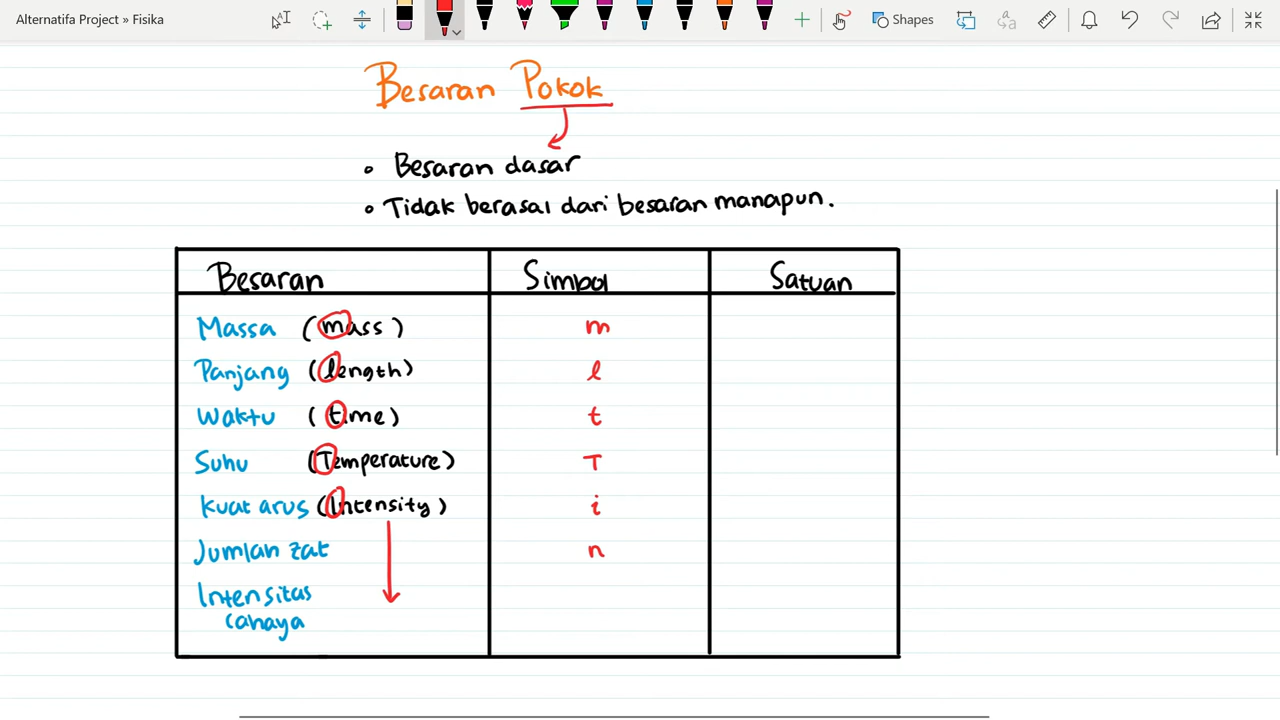 Alternatifa Project » Fisika
Shapes
Besaran Pokok
• Besaran dasar
• Tidak berasal dari besaran manapun.
Besaran Simbol Satuan
Massa (mass) m
Panjang (length) l
Waktu (time) t
Suhu (Temperature) T
Kuat arus (Intensity) i
Jumlah zat n
Intensitas
Cahaya